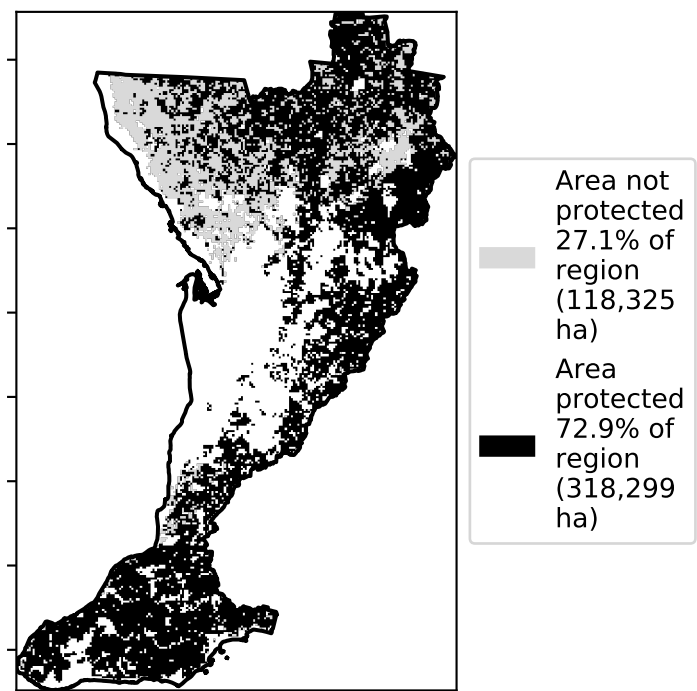 Area not
protected
27.1% of
region
(118,325
ha)
Area
protected
72.9% of
region
(318,299
ha)